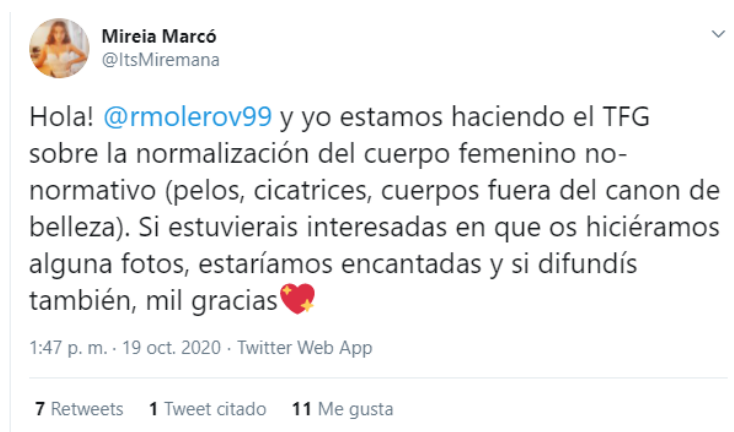 Mireia Marcó
@ItsMiremana
Hola! @rmolerov99 y yo estamos haciendo el TFG
sobre la normalización del cuerpo femenino no-
normativo (pelos, cicatrices, cuerpos fuera del canon de
belleza). Si estuvierais interesadas en que os hiciéramos
alguna fotos, estaríamos encantadas y si difundís
también, mil gracias💖
1:47 p. m. · 19 oct. 2020 · Twitter Web App
7 Retweets 1 Tweet citado 11 Me gusta